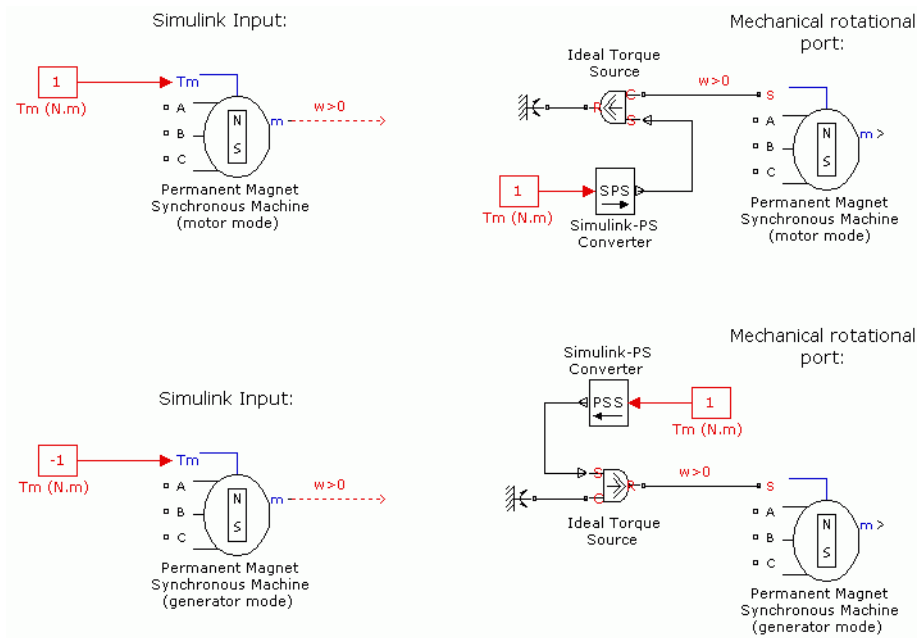 Simulink Input:
1
Tm (N.m)
Tm
A
B
C
N
S
m
w>0
Permanent Magnet
Synchronous Machine
(motor mode)
Mechanical rotational
port:
Ideal Torque
Source
R
C
S
w>0
1
Tm (N.m)
SPS
Simulink-PS
Converter
S
A
B
C
N
S
m >
Permanent Magnet
Synchronous Machine
(motor mode)
Simulink Input:
-1
Tm (N.m)
Tm
A
B
C
N
S
m
w>0
Permanent Magnet
Synchronous Machine
(generator mode)
Mechanical rotational
port:
Simulink-PS
Converter
PSS
1
Tm (N.m)
S
C
R
w>0
Ideal Torque
Source
S
A
B
C
N
S
m >
Permanent Magnet
Synchronous Machine
(generator mode)